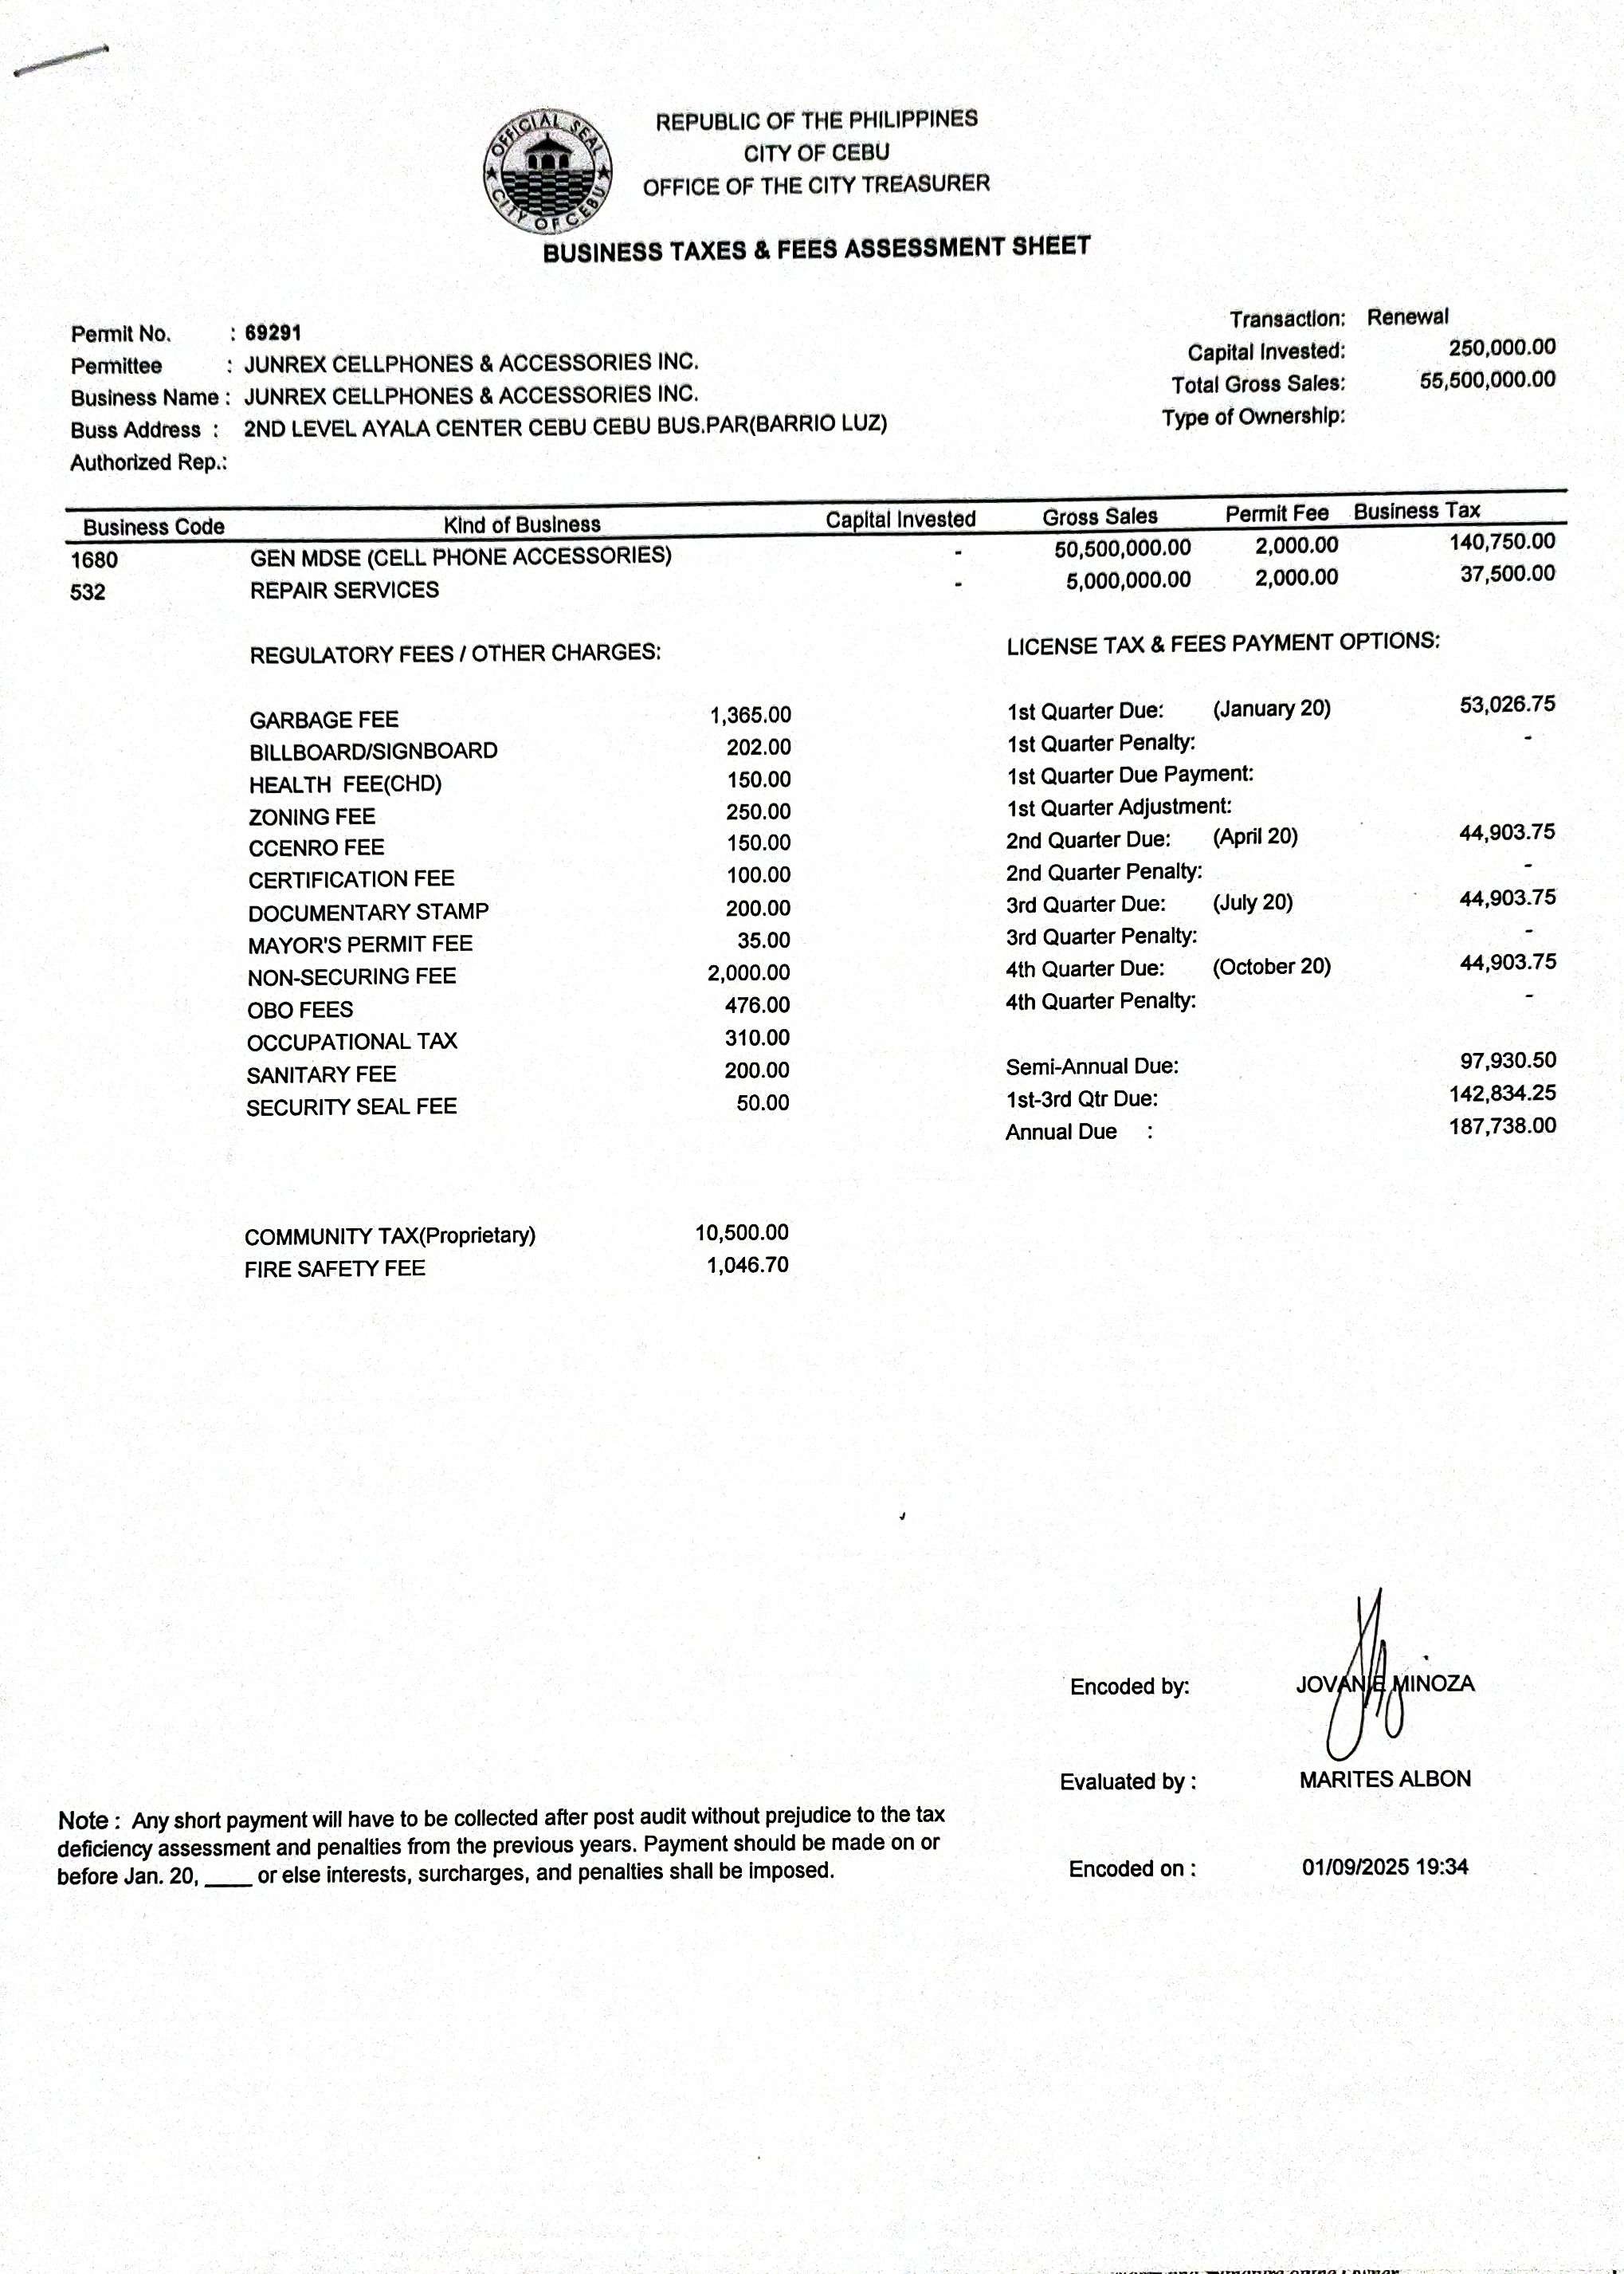 OFFICIAL SEAL
CITY OF CEBU
REPUBLIC OF THE PHILIPPINES
CITY OF CEBU
OFFICE OF THE CITY TREASURER
BUSINESS TAXES & FEES ASSESSMENT SHEET
Permit No. : 69291
Permittee : JUNREX CELLPHONES & ACCESSORIES INC.
Business Name : JUNREX CELLPHONES & ACCESSORIES INC.
Buss Address : 2ND LEVEL AYALA CENTER CEBU CEBU BUS.PAR(BARRIO LUZ)
Authorized Rep.:
Transaction: Renewal
Capital Invested: 250,000.00
Total Gross Sales: 55,500,000.00
Type of Ownership:
Business Code Kind of Business Capital Invested Gross Sales Permit Fee Business Tax
1680 GEN MDSE (CELL PHONE ACCESSORIES) - 50,500,000.00 2,000.00 140,750.00
532 REPAIR SERVICES - 5,000,000.00 2,000.00 37,500.00
REGULATORY FEES / OTHER CHARGES:
GARBAGE FEE 1,365.00
BILLBOARD/SIGNBOARD 202.00
HEALTH FEE(CHD) 150.00
ZONING FEE 250.00
CCENRO FEE 150.00
CERTIFICATION FEE 100.00
DOCUMENTARY STAMP 200.00
MAYOR'S PERMIT FEE 35.00
NON-SECURING FEE 2,000.00
OBO FEES 476.00
OCCUPATIONAL TAX 310.00
SANITARY FEE 200.00
SECURITY SEAL FEE 50.00
COMMUNITY TAX(Proprietary) 10,500.00
FIRE SAFETY FEE 1,046.70
LICENSE TAX & FEES PAYMENT OPTIONS:
1st Quarter Due: (January 20) 53,026.75
1st Quarter Penalty: -
1st Quarter Due Payment:
1st Quarter Adjustment:
2nd Quarter Due: (April 20) 44,903.75
2nd Quarter Penalty: -
3rd Quarter Due: (July 20) 44,903.75
3rd Quarter Penalty: -
4th Quarter Due: (October 20) 44,903.75
4th Quarter Penalty: -
Semi-Annual Due: 97,930.50
1st-3rd Qtr Due: 142,834.25
Annual Due : 187,738.00
Encoded by: JOVANIE MINOZA
Evaluated by : MARITES ALBON
Encoded on : 01/09/2025 19:34
Note : Any short payment will have to be collected after post audit without prejudice to the tax
deficiency assessment and penalties from the previous years. Payment should be made on or
before Jan. 20, ____ or else interests, surcharges, and penalties shall be imposed.